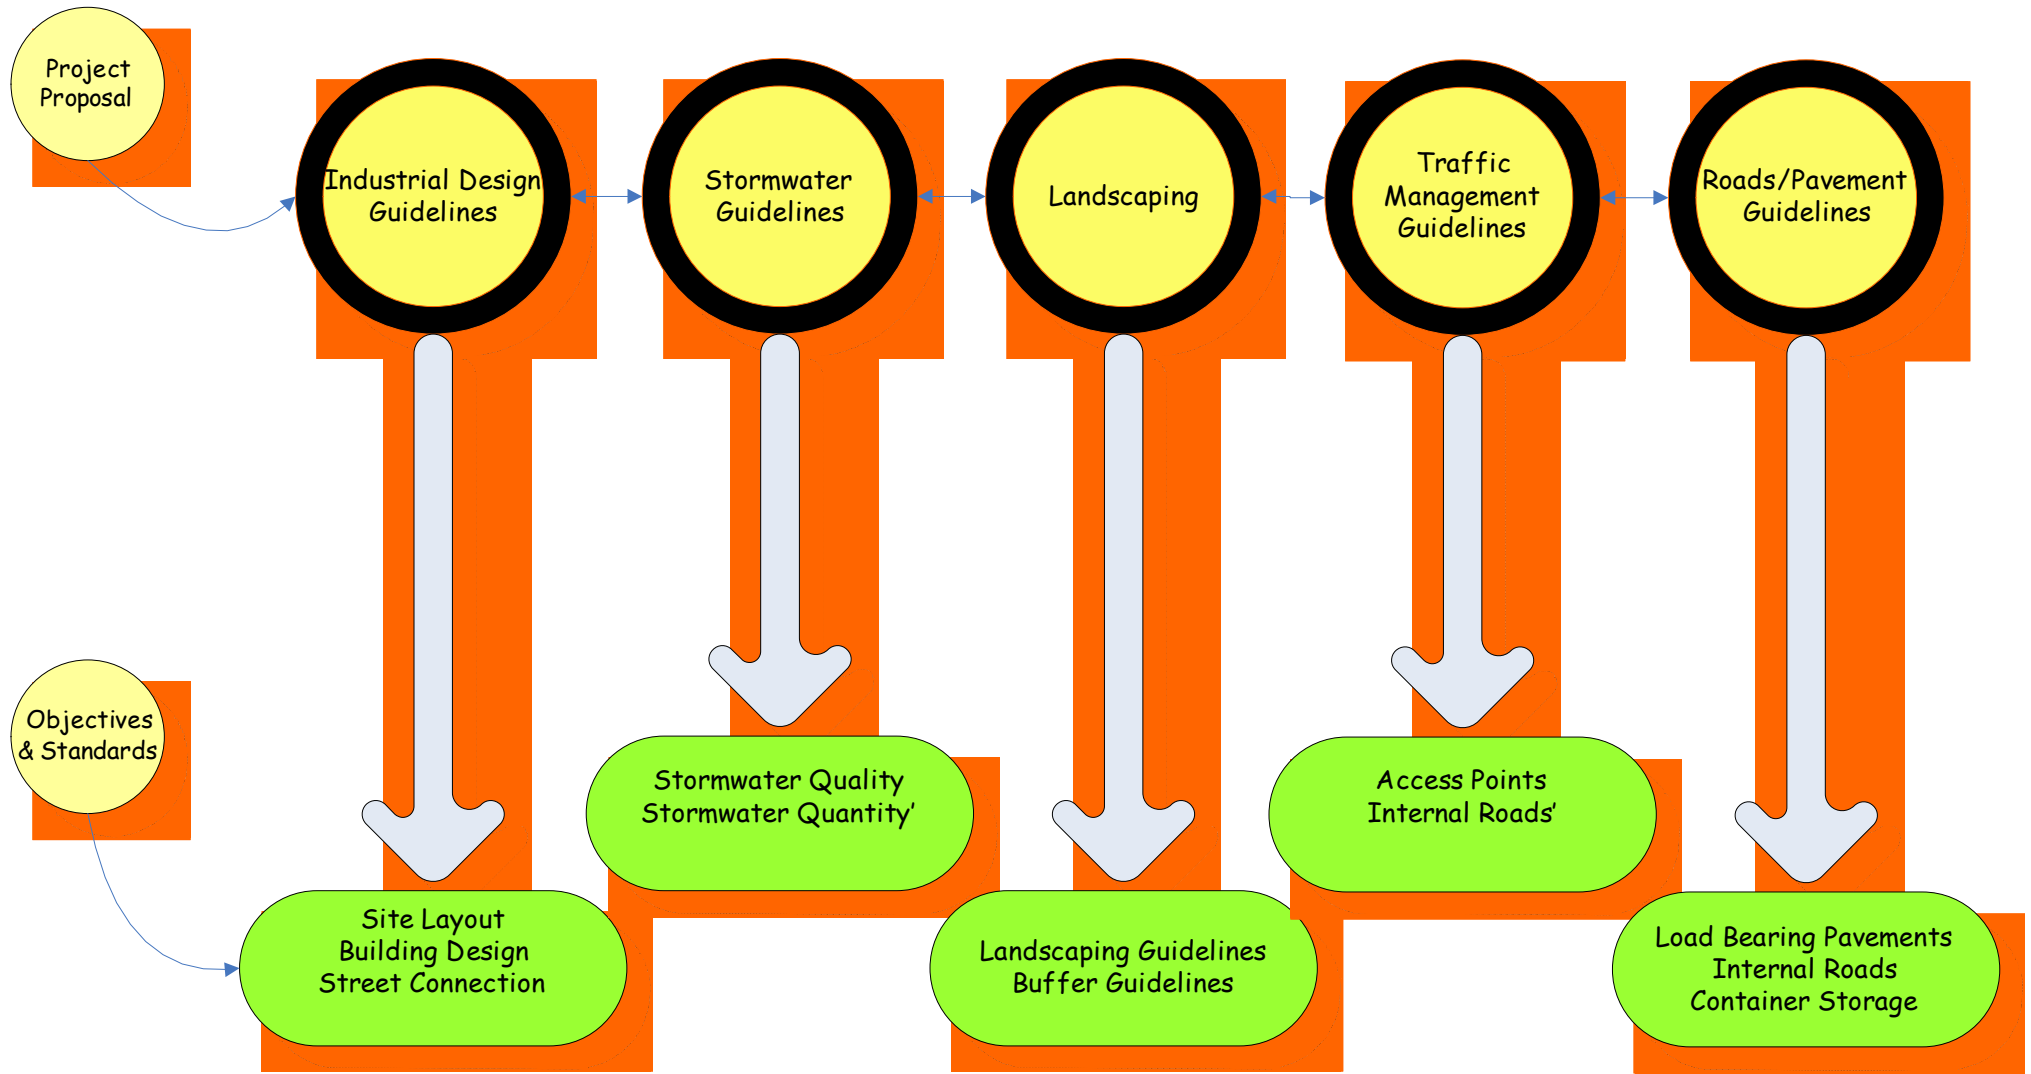 Project
Proposal
Industrial Design
Guidelines
Stormwater
Guidelines
Landscaping
Traffic
Management
Guidelines
Roads/Pavement
Guidelines
Objectives
& Standards
Site Layout
Building Design
Street Connection
Stormwater Quality
Stormwater Quantity’
Landscaping Guidelines
Buffer Guidelines
Access Points
Internal Roads’
Load Bearing Pavements
Internal Roads
Container Storage